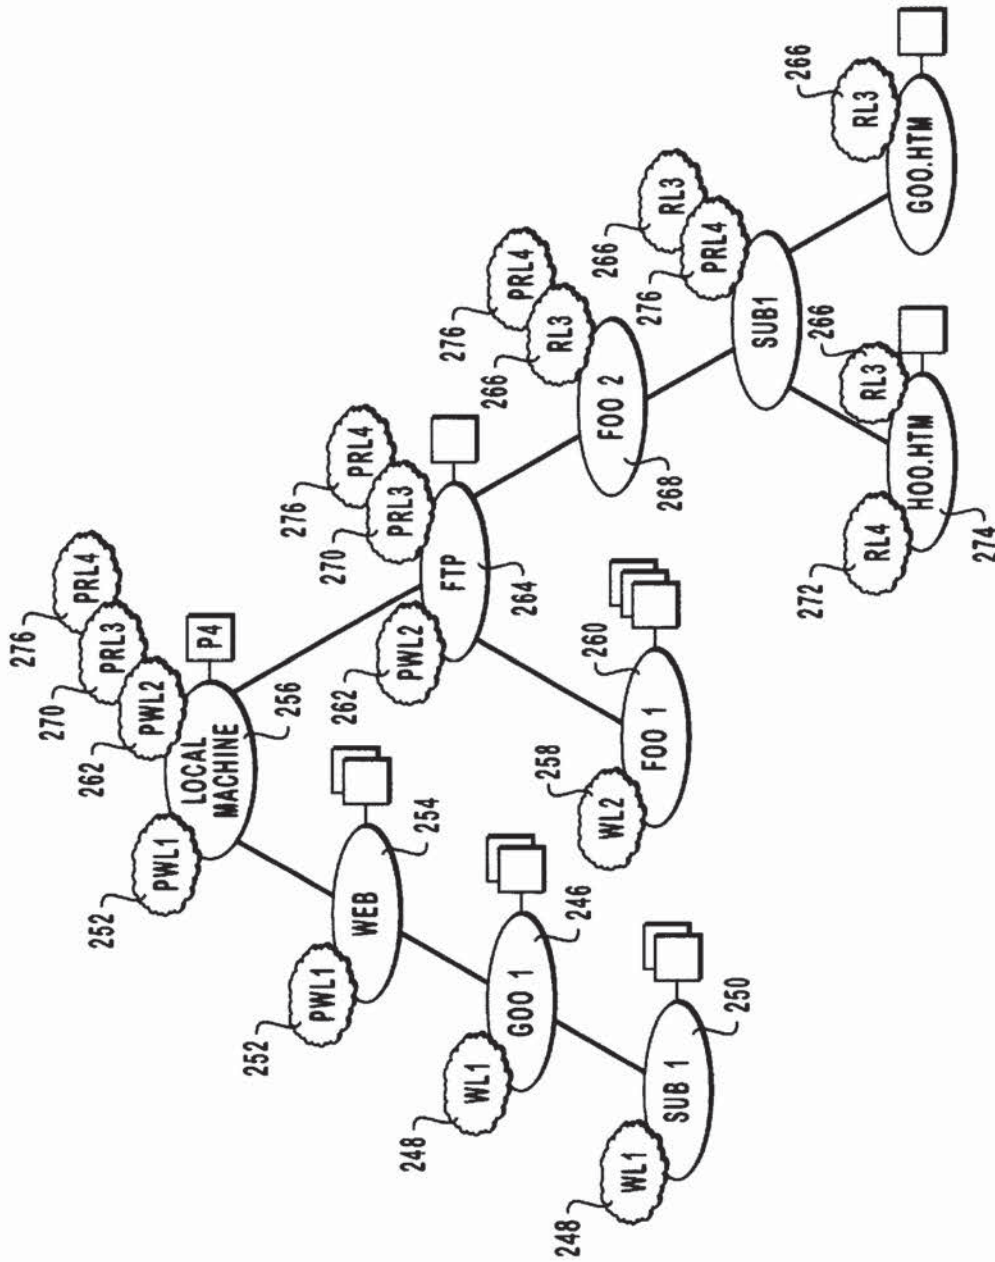 276
PRL4
270
PRL3
262
PWL2
P4
252
PWL1
LOCAL
MACHINE
256
276
PRL4
270
PRL3
262
PWL2
FTP
264
252
PWL1
WEB
254
276
PRL4
266
RL3
FOO 2
268
258
WL2
FOO 1
260
248
WL1
GOO 1
246
266
RL3
276
PRL4
SUB1
248
WL1
SUB 1
250
272
RL4
RL3
266
HOO.HTM
274
RL3
266
GOO.HTM